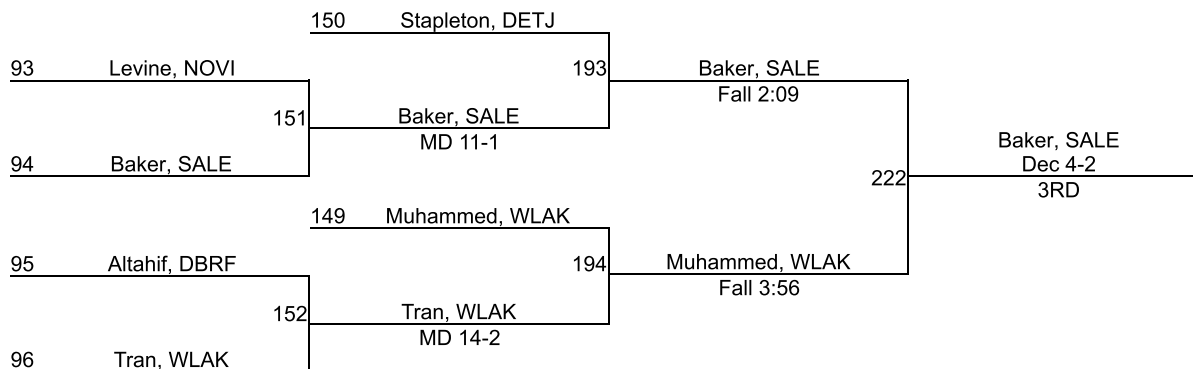 150 Stapleton, DETJ
93 Levine, NOVI
193 Baker, SALE
Fall 2:09
151 Baker, SALE
MD 11-1
94 Baker, SALE
Baker, SALE
222 Dec 4-2
3RD
149 Muhammed, WLAK
95 Altahif, DBRF
194 Muhammed, WLAK
Fall 3:56
152 Tran, WLAK
MD 14-2
96 Tran, WLAK